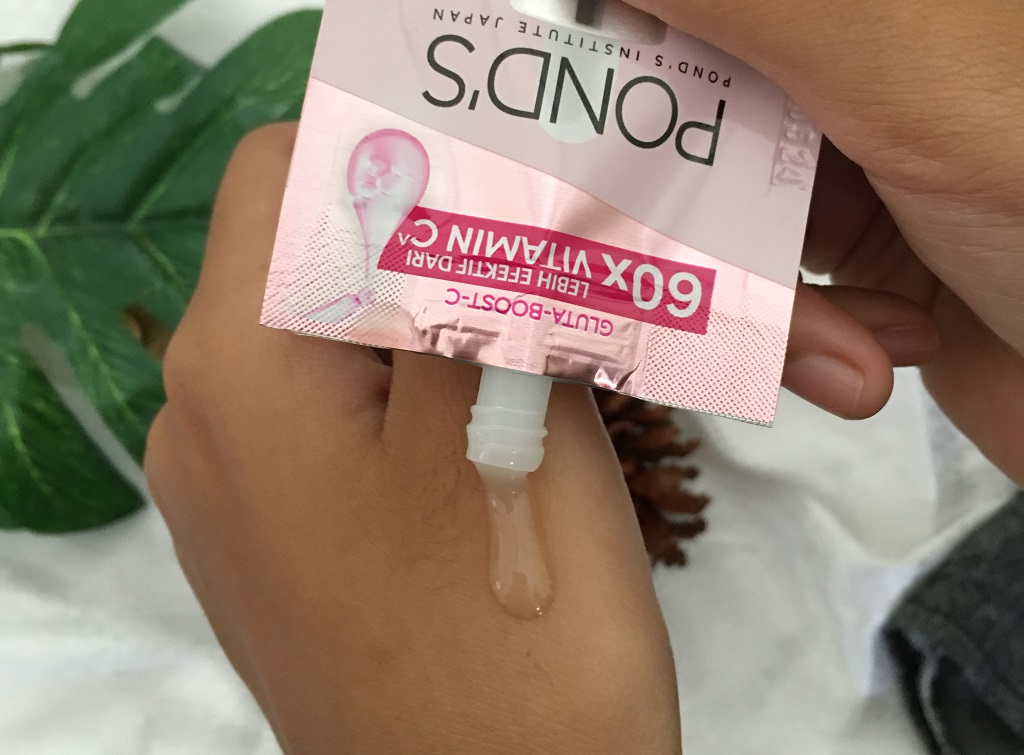 GLUTA-BOOST-C
60x LEBIH EFEKTIF DARI
VITAMIN C^
POND'S
POND'S INSTITUTE JAPAN